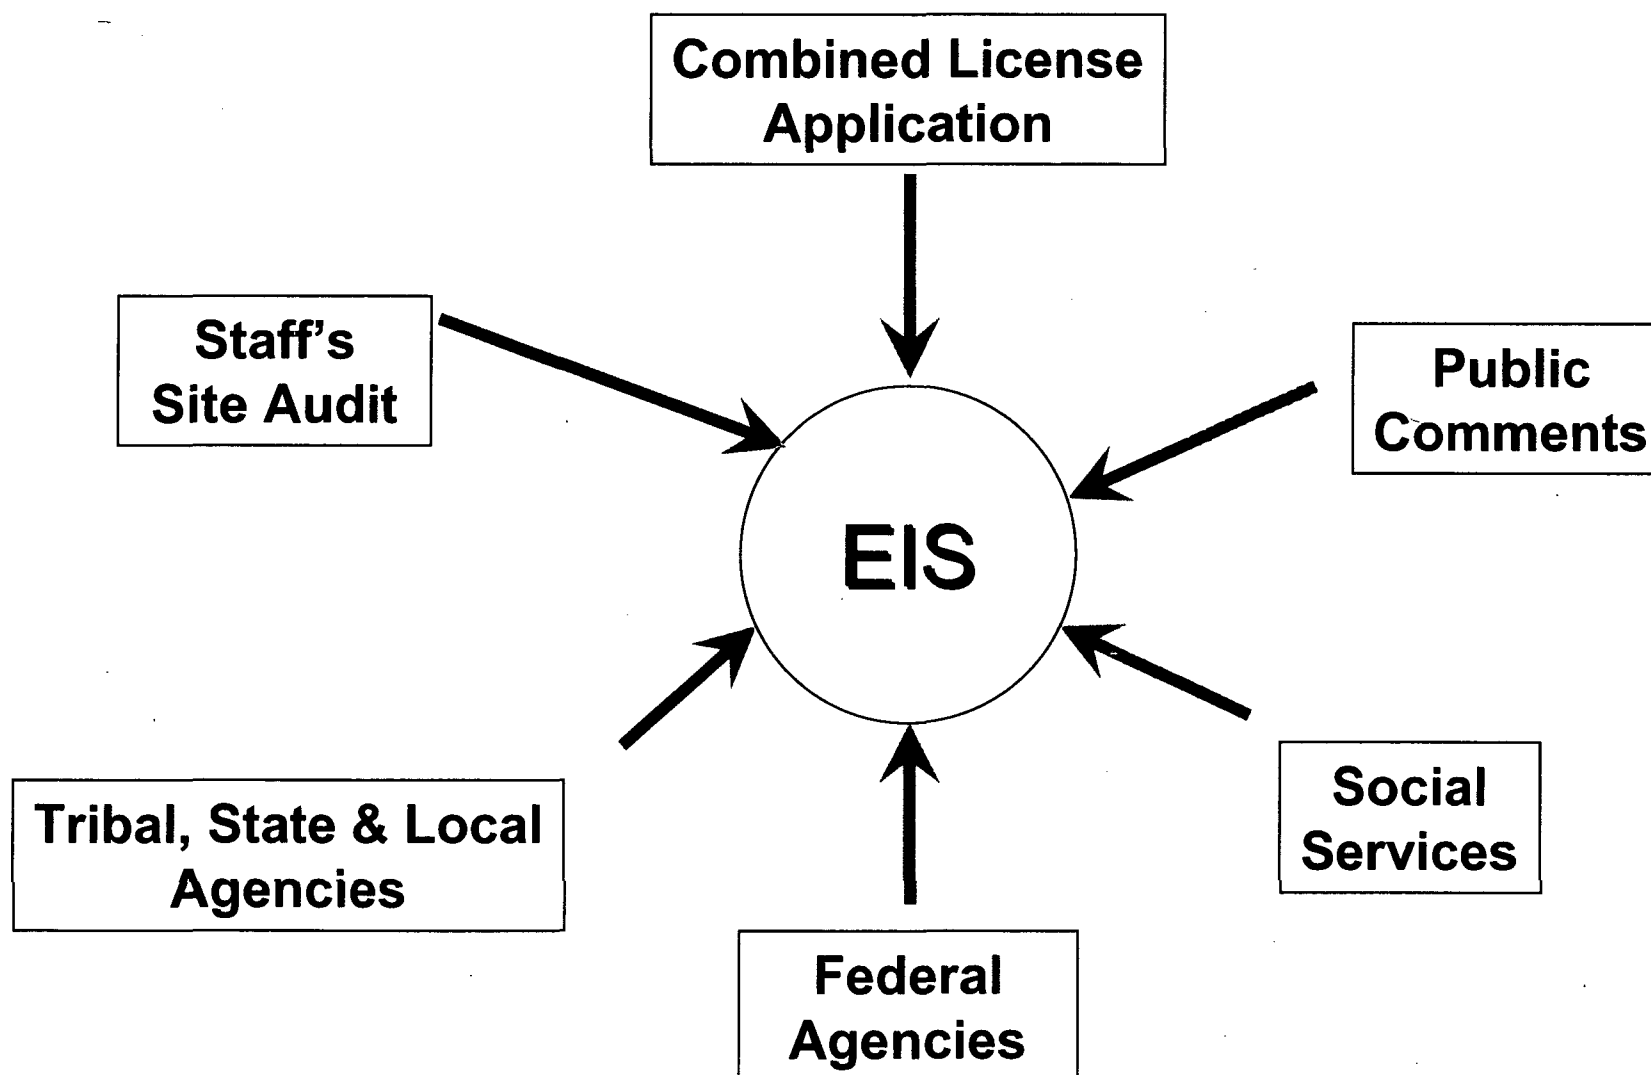 Combined License
Application
Staff's
Site Audit
Public
Comments
EIS
Tribal, State & Local
Agencies
Social
Services
Federal
Agencies